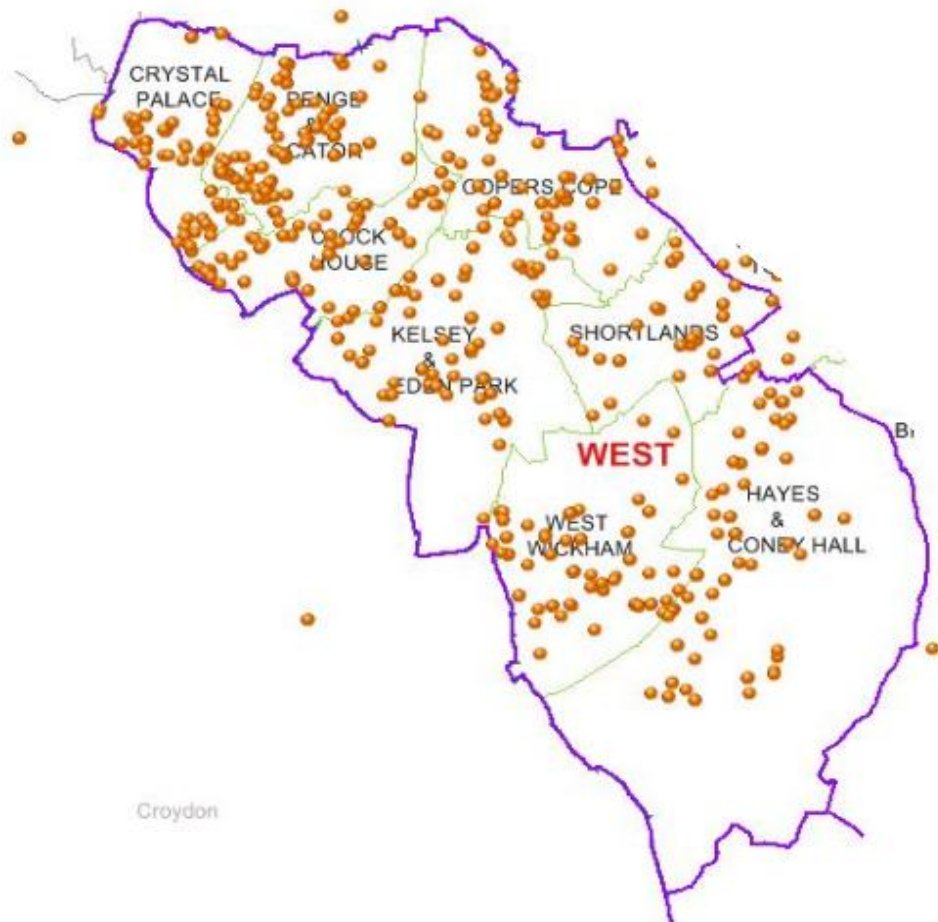 CRYSTAL
PALACE
PENGE
&
CATOR
COPERS COPE
CLOCK
HOUSE
KELSEY
&
EDEN PARK
SHORTLANDS
WEST
HAYES
&
CONEY HALL
WEST
WICKHAM
Croydon